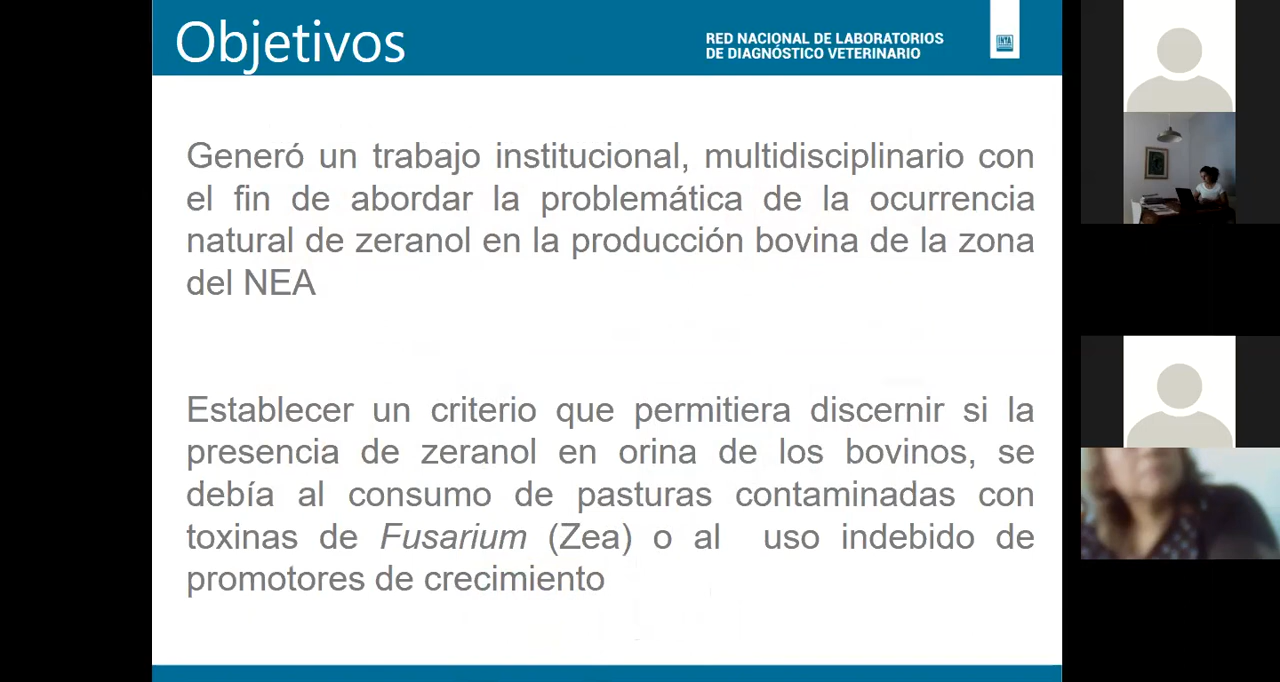 Objetivos
RED NACIONAL DE LABORATORIOS
DE DIAGNÓSTICO VETERINARIO
INTA
Generó un trabajo institucional, multidisciplinario con
el fin de abordar la problemática de la ocurrencia
natural de zeranol en la producción bovina de la zona
del NEA
Establecer un criterio que permitiera discernir si la
presencia de zeranol en orina de los bovinos, se
debía al consumo de pasturas contaminadas con
toxinas de Fusarium (Zea) o al uso indebido de
promotores de crecimiento